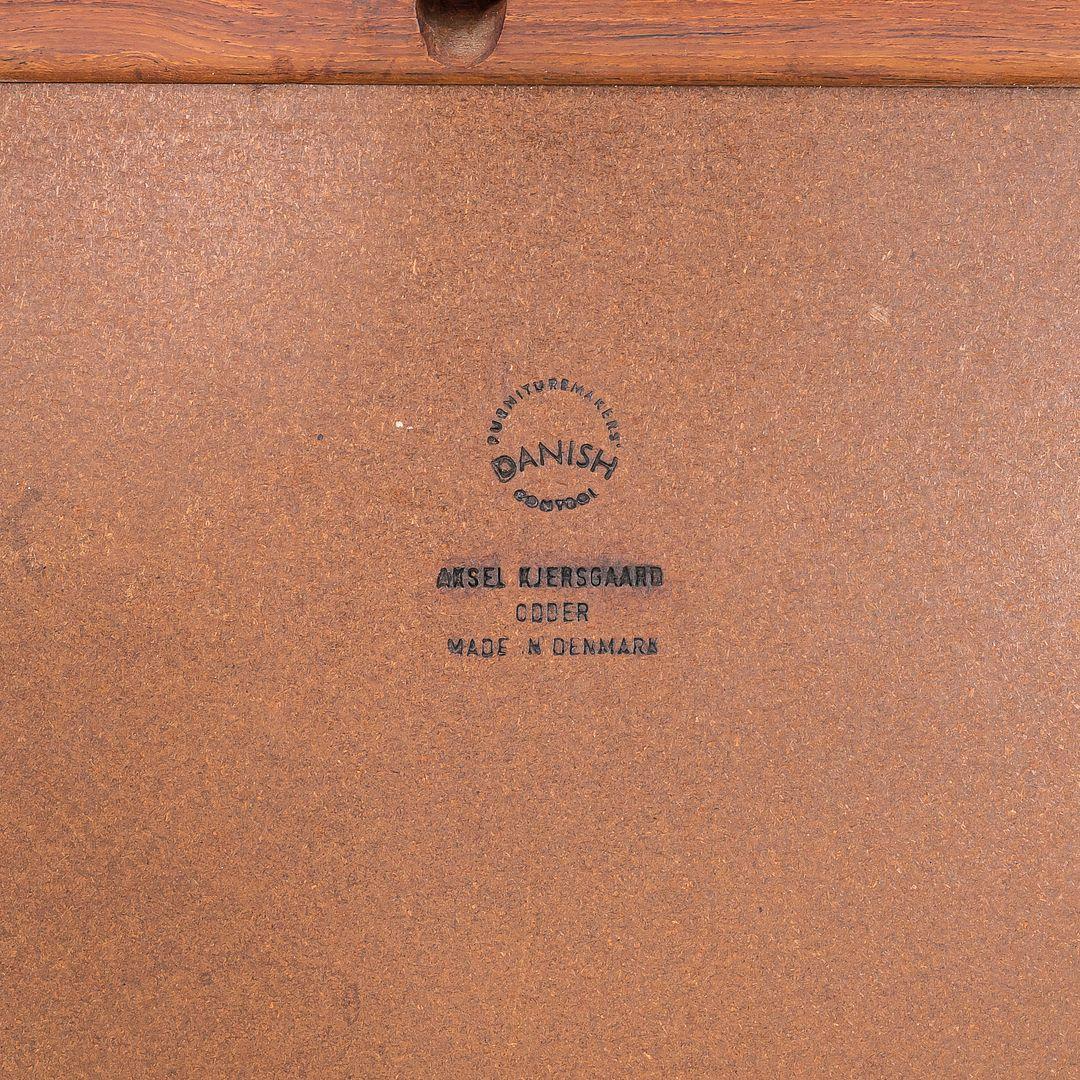 FURNITUREMAKERS'
DANISH
CONTROL
AKSEL KJERSGAARD
ODDER
MADE IN DENMARK